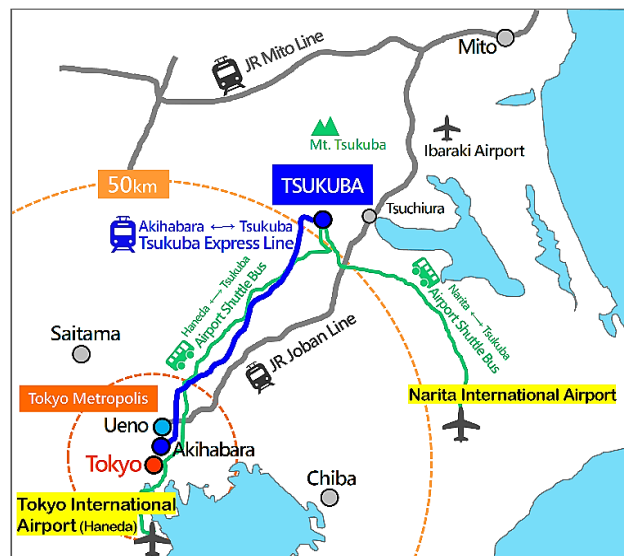 Mito
JR Mito Line
Ibaraki Airport
Mt. Tsukuba
50km
TSUKUBA
Tsuchiura
Akihabara ←→ Tsukuba
Tsukuba Express Line
Haneda ←→ Tsukuba
Airport Shuttle Bus
Narita ←→ Tsukuba
Airport Shuttle Bus
Saitama
JR Joban Line
Tokyo Metropolis
Narita International Airport
Ueno
Akihabara
Tokyo
Chiba
Tokyo International
Airport (Haneda)